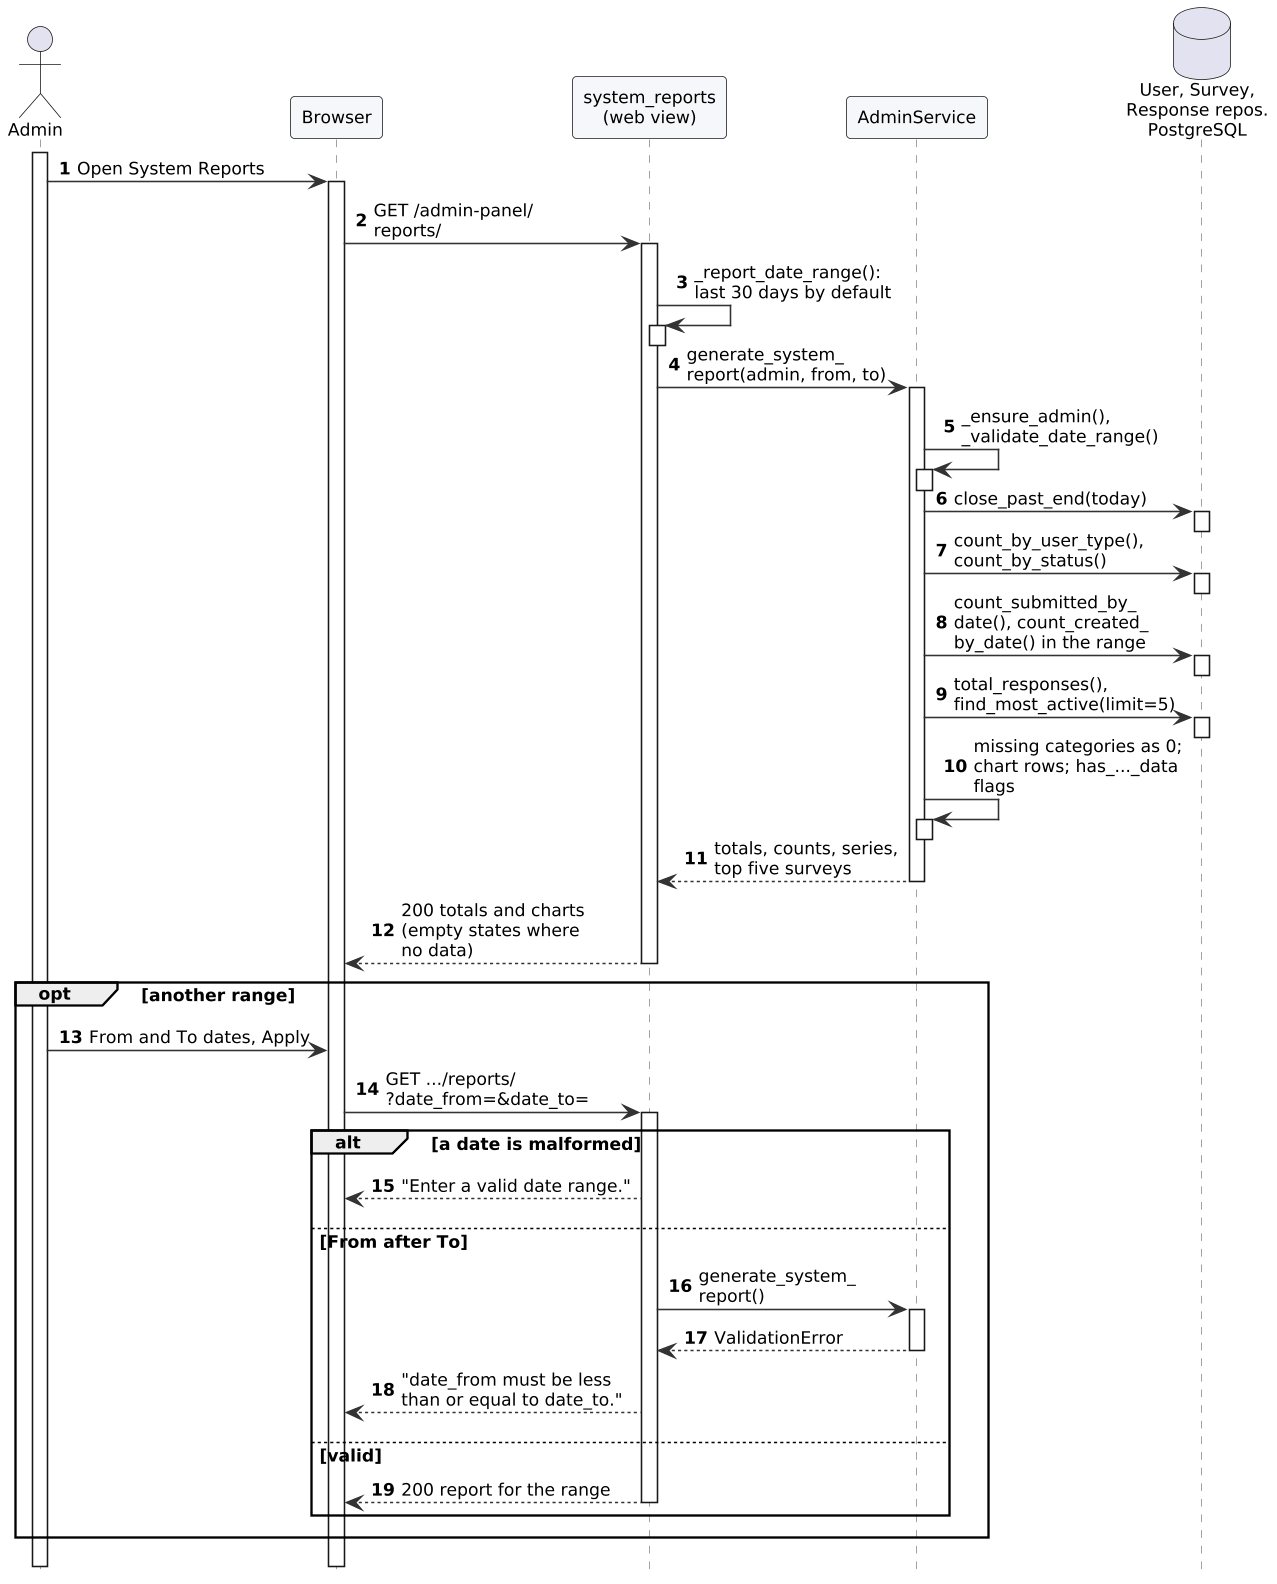 Admin
Browser
system_reports
(web view)
AdminService
User, Survey,
Response repos.
PostgreSQL
1 Open System Reports
2 GET /admin-panel/
reports/
3 _report_date_range():
last 30 days by default
4 generate_system_
report(admin, from, to)
5 _ensure_admin(),
_validate_date_range()
6 close_past_end(today)
7 count_by_user_type(),
count_by_status()
8 count_submitted_by_
date(), count_created_
by_date() in the range
9 total_responses(),
find_most_active(limit=5)
10 missing categories as 0;
chart rows; has_..._data
flags
11 totals, counts, series,
top five surveys
12 200 totals and charts
(empty states where
no data)
opt [another range]
13 From and To dates, Apply
14 GET .../reports/
?date_from=&date_to=
alt [a date is malformed]
15 "Enter a valid date range."
[From after To]
16 generate_system_
report()
17 ValidationError
18 "date_from must be less
than or equal to date_to."
[valid]
19 200 report for the range